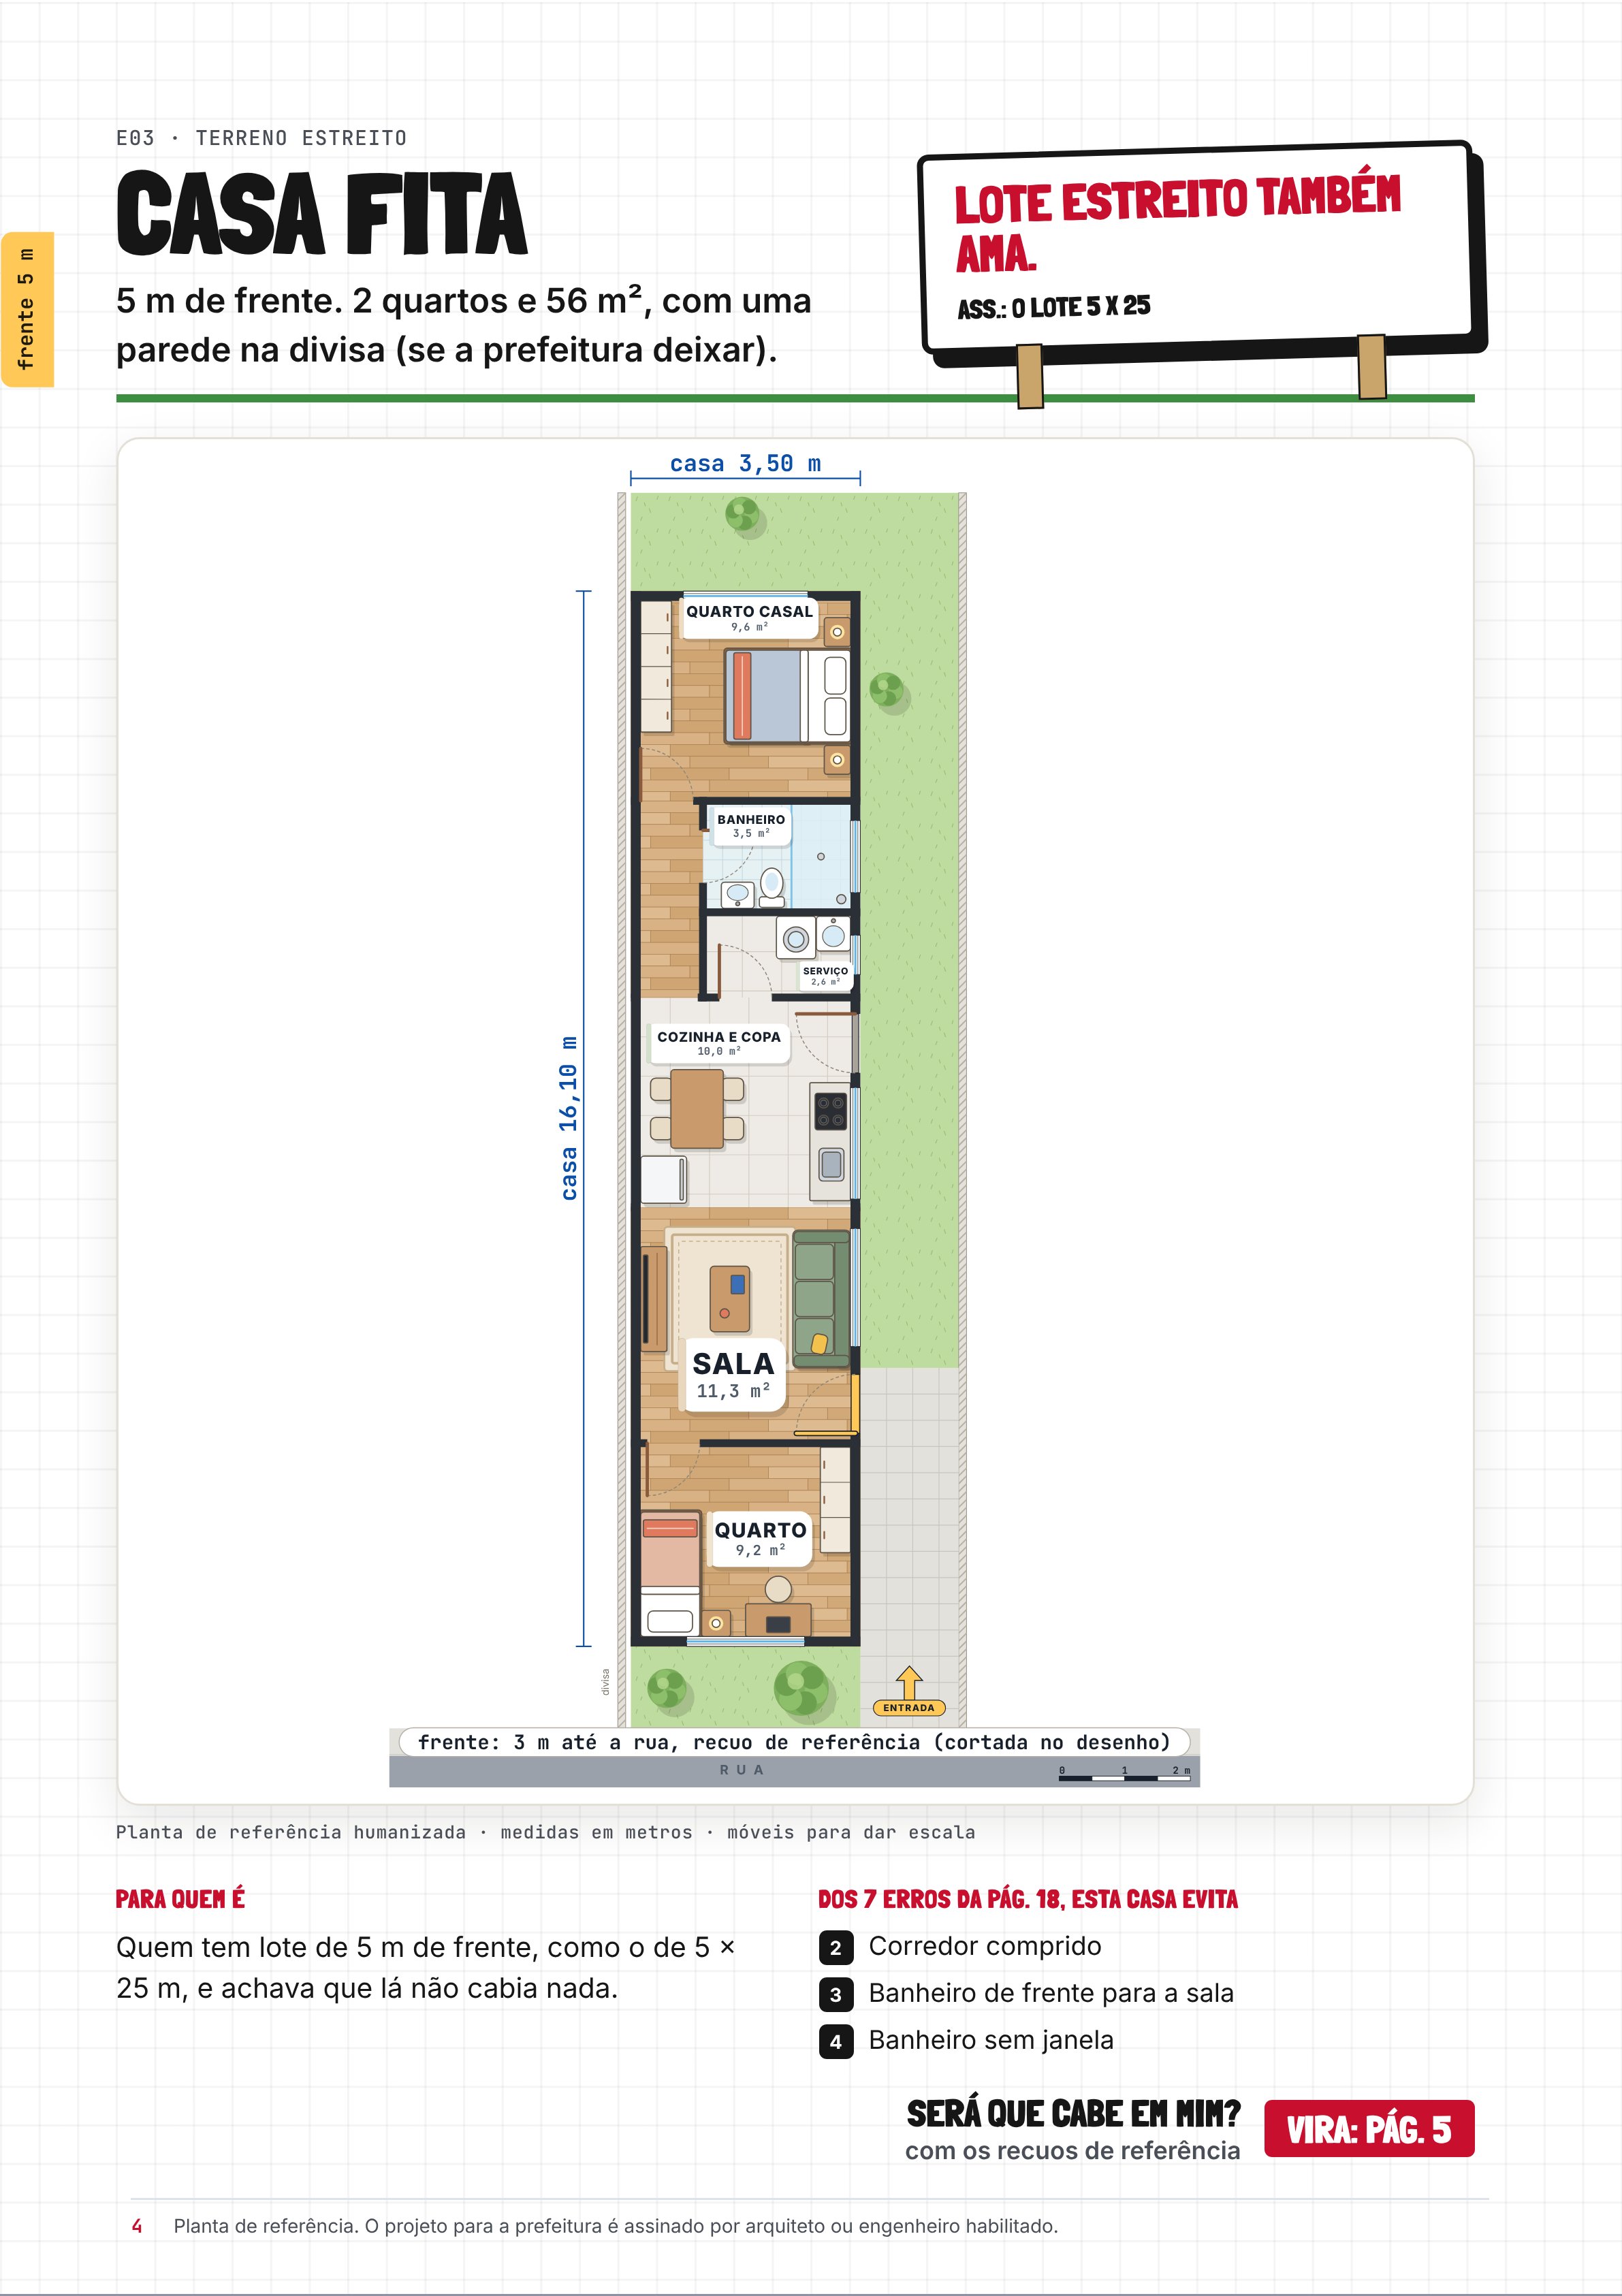 E03 · TERRENO ESTREITO
CASA FITA
5 m de frente. 2 quartos e 56 m², com uma
parede na divisa (se a prefeitura deixar).
frente 5 m
LOTE ESTREITO TAMBÉM
AMA.
ASS.: O LOTE 5 X 25
casa 3,50 m
QUARTO CASAL
9,6 m²
BANHEIRO
3,5 m²
SERVIÇO
2,6 m²
COZINHA E COPA
10,0 m²
casa 16,10 m
SALA
11,3 m²
QUARTO
9,2 m²
divisa
ENTRADA
frente: 3 m até a rua, recuo de referência (cortada no desenho)
RUA
0 1 2 m
Planta de referência humanizada · medidas em metros · móveis para dar escala
PARA QUEM É
Quem tem lote de 5 m de frente, como o de 5 ×
25 m, e achava que lá não cabia nada.
DOS 7 ERROS DA PÁG. 18, ESTA CASA EVITA
2 Corredor comprido
3 Banheiro de frente para a sala
4 Banheiro sem janela
SERÁ QUE CABE EM MIM?
com os recuos de referência
VIRA: PÁG. 5
4 Planta de referência. O projeto para a prefeitura é assinado por arquiteto ou engenheiro habilitado.